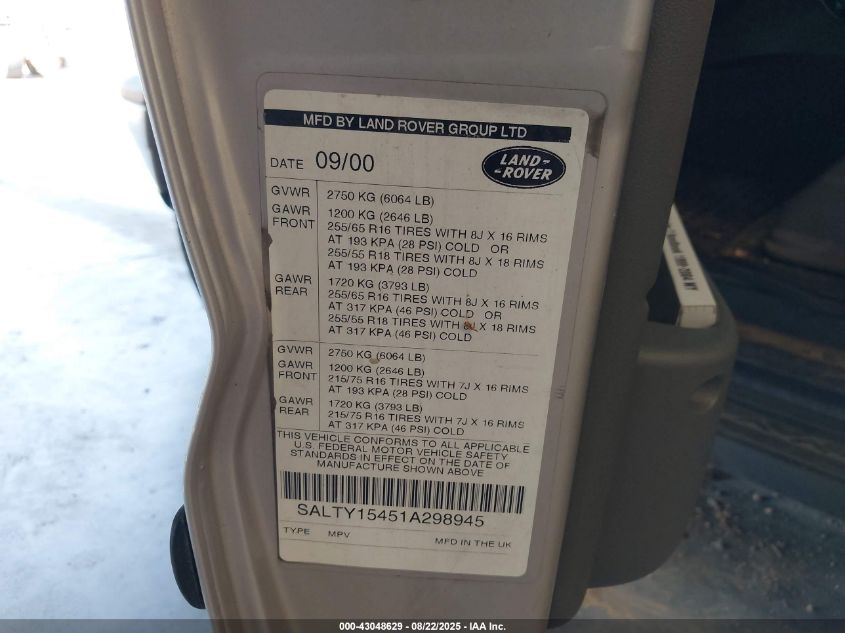 MFD BY LAND ROVER GROUP LTD
DATE 09/00
LAND-
-ROVER
GVWR 2750 KG (6064 LB)
GAWR 1200 KG (2646 LB)
FRONT 255/65 R16 TIRES WITH 8J X 16 RIMS
AT 193 KPA (28 PSI) COLD OR
255/55 R18 TIRES WITH 8J X 18 RIMS
AT 193 KPA (28 PSI) COLD
GAWR 1720 KG (3793 LB)
REAR 255/65 R16 TIRES WITH 8J X 16 RIMS
AT 317 KPA (46 PSI) COLD OR
255/55 R18 TIRES WITH 8J X 18 RIMS
AT 317 KPA (46 PSI) COLD
GVWR 2750 KG (6064 LB)
GAWR 1200 KG (2646 LB)
FRONT 215/75 R16 TIRES WITH 7J X 16 RIMS
AT 193 KPA (28 PSI) COLD
GAWR 1720 KG (3793 LB)
REAR 215/75 R16 TIRES WITH 7J X 16 RIMS
AT 317 KPA (46 PSI) COLD
THIS VEHICLE CONFORMS TO ALL APPLICABLE
U.S. FEDERAL MOTOR VEHICLE SAFETY
STANDARDS IN EFFECT ON THE DATE OF
MANUFACTURE SHOWN ABOVE
SALTY15451A298945
TYPE MPV MFD IN THE UK
000-43048629 - 08/22/2025 - IAA Inc.